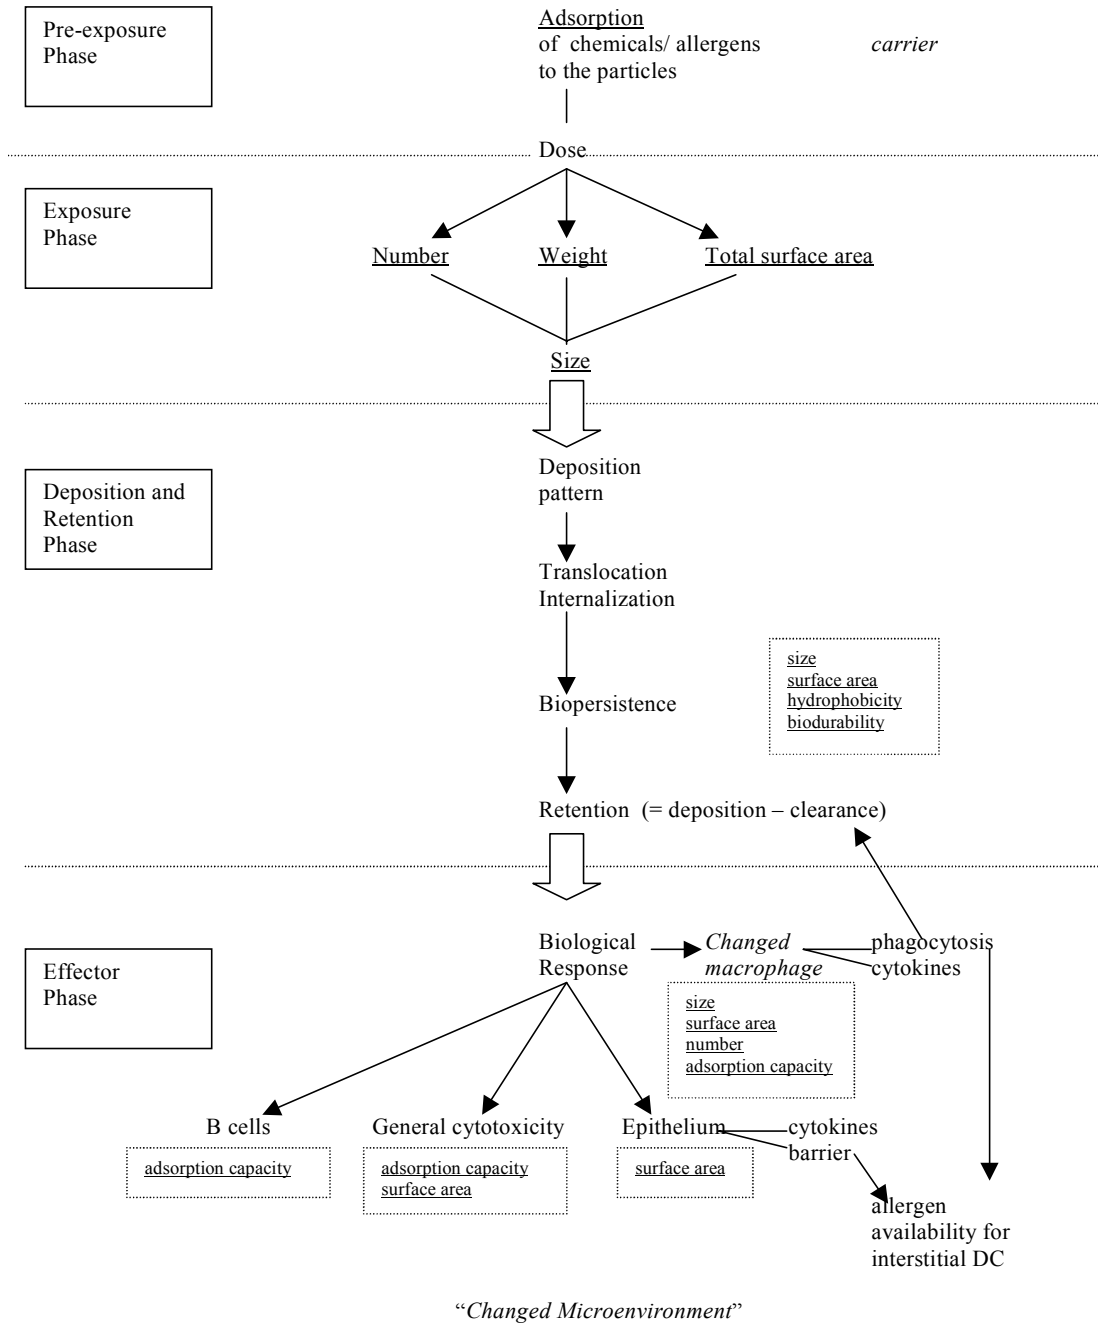 Pre-exposure
Phase
Adsorption
of chemicals/ allergens
to the particles
carrier
Dose
Exposure
Phase
Number
Weight
Total surface area
Size
Deposition and
Retention
Phase
Deposition
pattern
Translocation
Internalization
size
surface area
hydrophobicity
biodurability
Biopersistence
Retention (= deposition – clearance)
Effector
Phase
Biological
Response
Changed
macrophage
phagocytosis
cytokines
size
surface area
number
adsorption capacity
B cells
adsorption capacity
General cytotoxicity
adsorption capacity
surface area
Epithelium
surface area
cytokines
barrier
allergen
availability for
interstitial DC
“Changed Microenvironment”